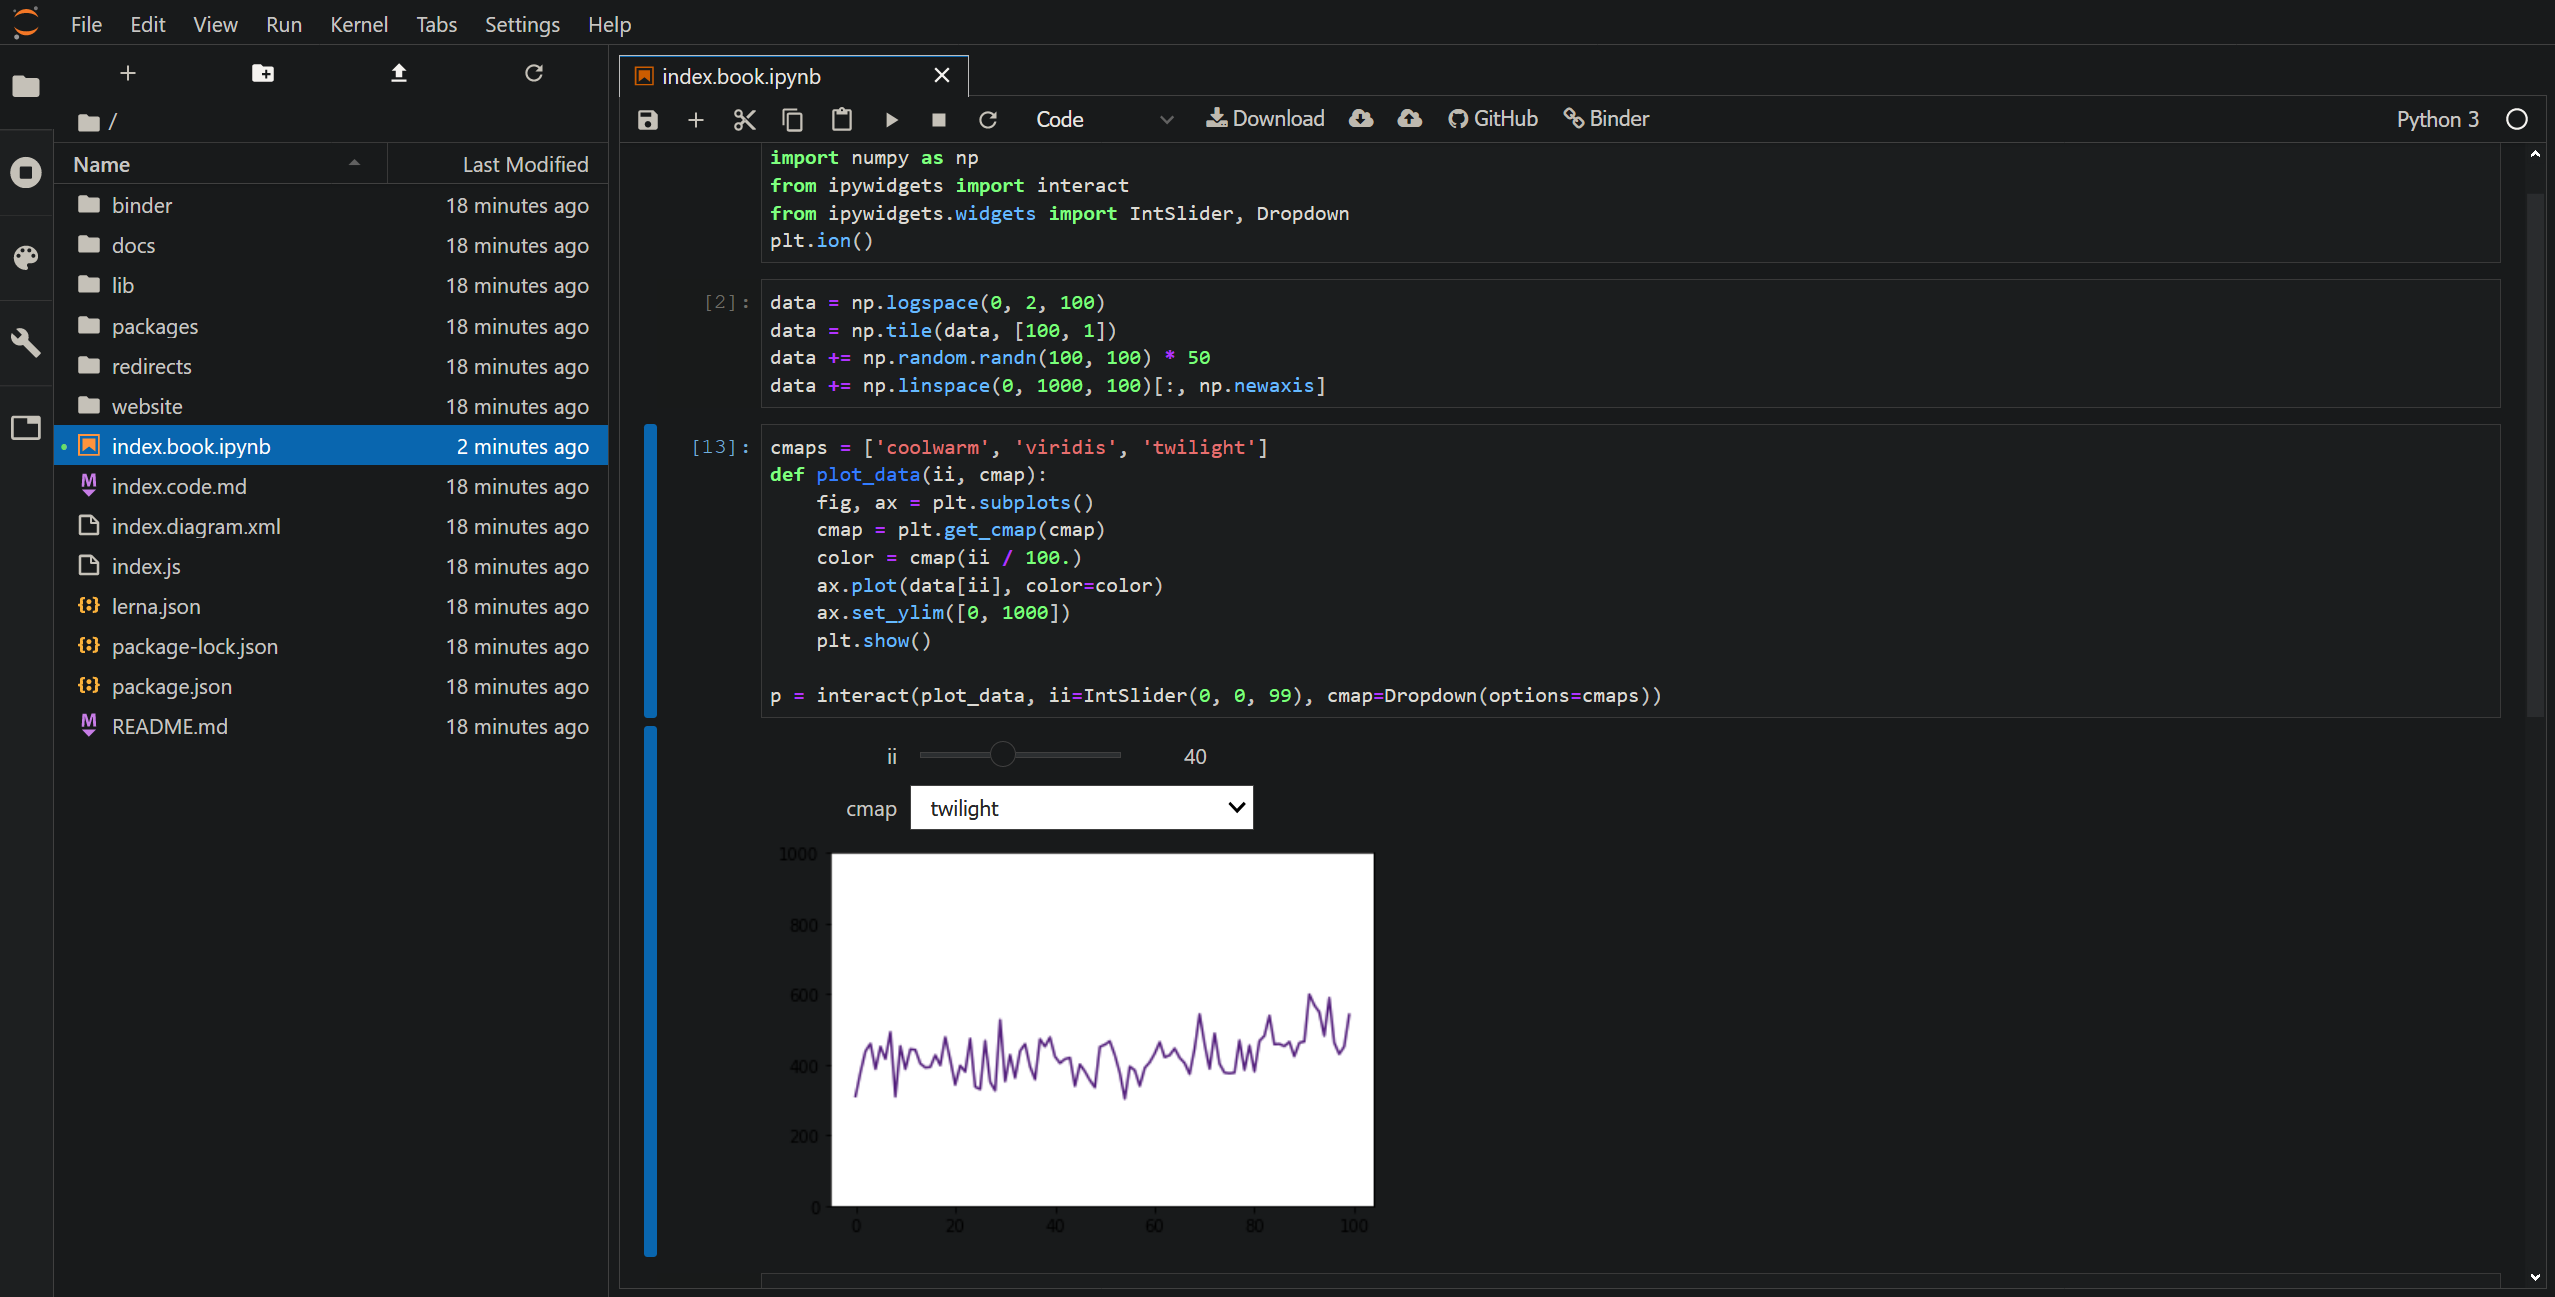 File Edit View Run Kernel Tabs Settings Help
/
Name Last Modified
binder 18 minutes ago
docs 18 minutes ago
lib 18 minutes ago
packages 18 minutes ago
redirects 18 minutes ago
website 18 minutes ago
index.book.ipynb 2 minutes ago
index.code.md 18 minutes ago
index.diagram.xml 18 minutes ago
index.js 18 minutes ago
lerna.json 18 minutes ago
package-lock.json 18 minutes ago
package.json 18 minutes ago
README.md 18 minutes ago
index.book.ipynb
Code Download GitHub Binder Python 3
import numpy as np
from ipywidgets import interact
from ipywidgets.widgets import IntSlider, Dropdown
plt.ion()
[2]:
data = np.logspace(0, 2, 100)
data = np.tile(data, [100, 1])
data += np.random.randn(100, 100) * 50
data += np.linspace(0, 1000, 100)[:, np.newaxis]
[13]:
cmaps = ['coolwarm', 'viridis', 'twilight']
def plot_data(ii, cmap):
    fig, ax = plt.subplots()
    cmap = plt.get_cmap(cmap)
    color = cmap(ii / 100.)
    ax.plot(data[ii], color=color)
    ax.set_ylim([0, 1000])
    plt.show()
p = interact(plot_data, ii=IntSlider(0, 0, 99), cmap=Dropdown(options=cmaps))
ii 40
cmap twilight
1000
800
600
400
200
0
0 20 40 60 80 100